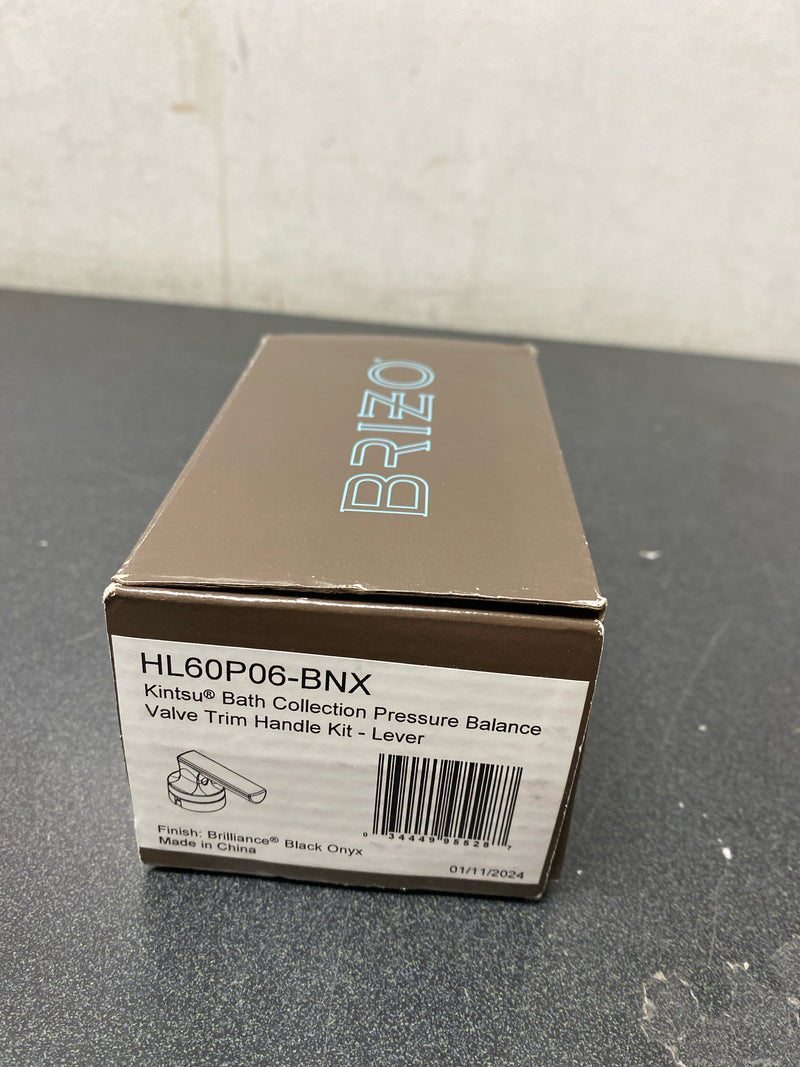 BRIZO
HL60P06-BNX
Kintsu® Bath Collection Pressure Balance
Valve Trim Handle Kit - Lever
0 34449 95528 7
Finish: Brilliance® Black Onyx
Made in China
01/11/2024